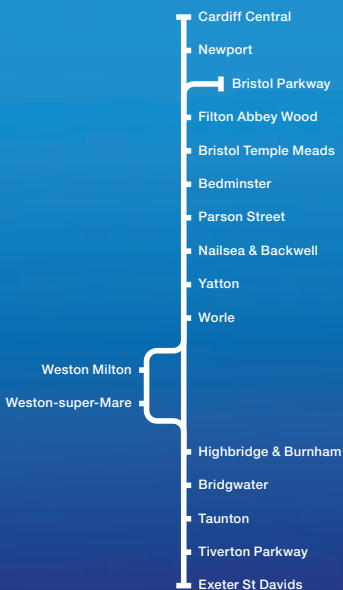 Cardiff Central
Newport
Bristol Parkway
Filton Abbey Wood
Bristol Temple Meads
Bedminster
Parson Street
Nailsea & Backwell
Yatton
Worle
Weston Milton
Weston-super-Mare
Highbridge & Burnham
Bridgwater
Taunton
Tiverton Parkway
Exeter St Davids